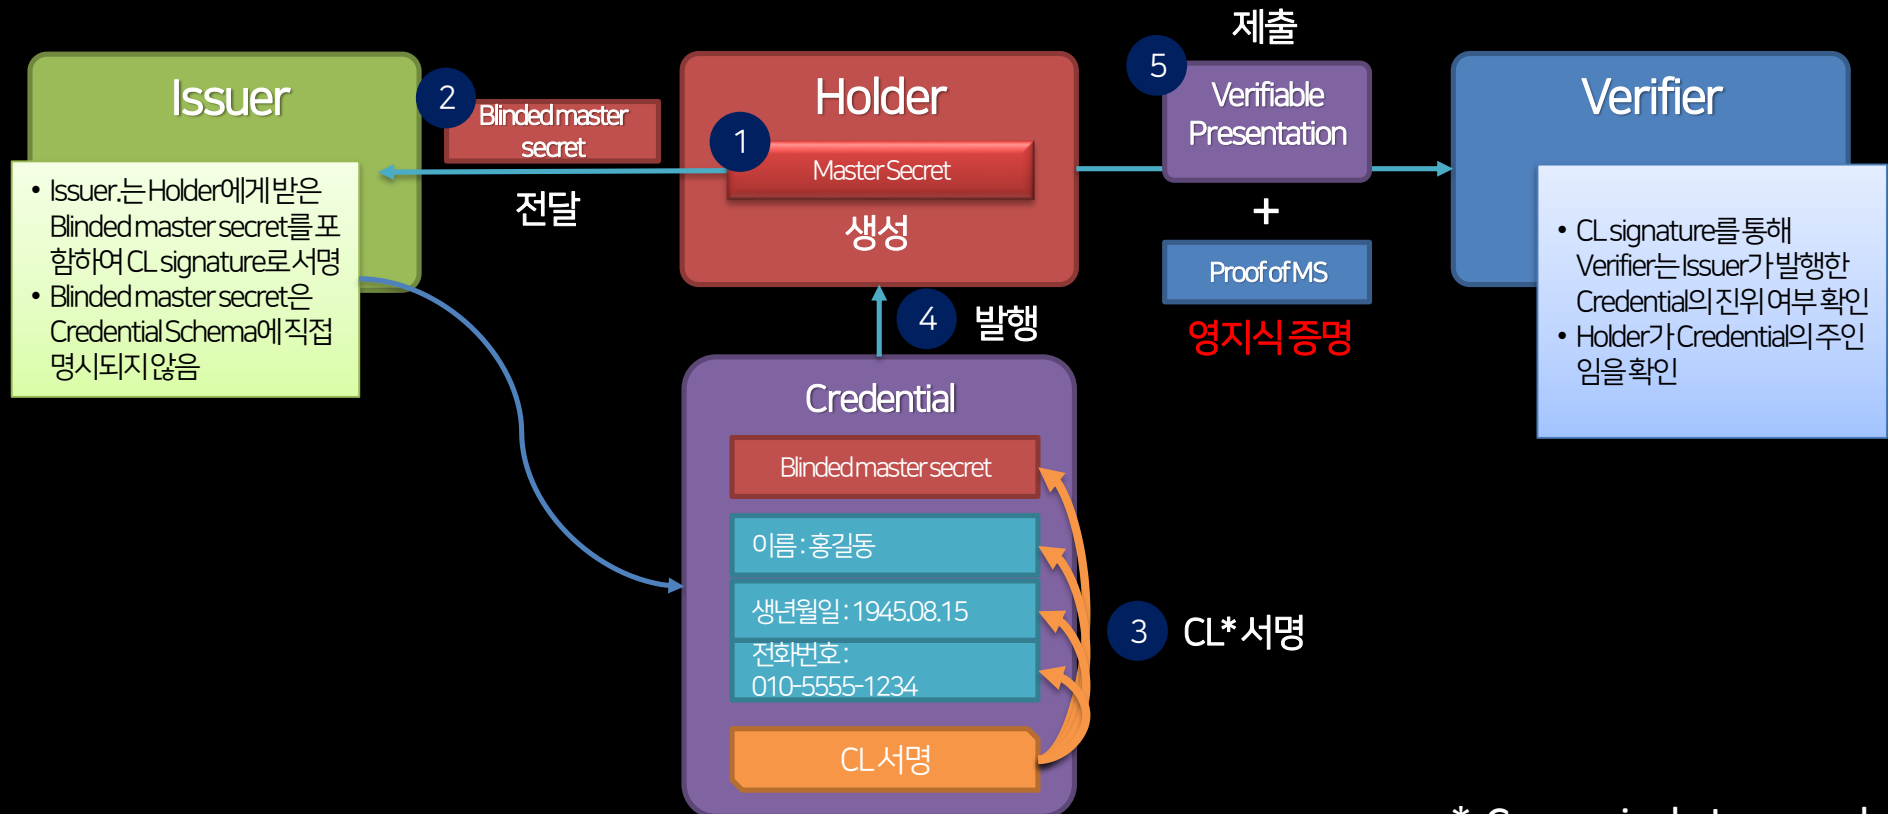 Issuer
• Issuer.는 Holder에게 받은
Blinded master secret를 포
함하여 CL signature로 서명
• Blinded master secret은
Credential Schema에 직접
명시되지 않음
2
Blinded master
secret
전달
Holder
1
Master Secret
생성
4
발행
Credential
Blinded master secret
이름 : 홍길동
생년월일 : 1945.08.15
전화번호 :
010-5555-1234
CL 서명
3
CL* 서명
제출
5
Verifiable
Presentation
+
Proof of MS
영지식 증명
Verifier
• CL signature를 통해
Verifier는 Issuer가 발행한
Credential의 진위 여부 확인
• Holder가 Credential의 주인
임을 확인